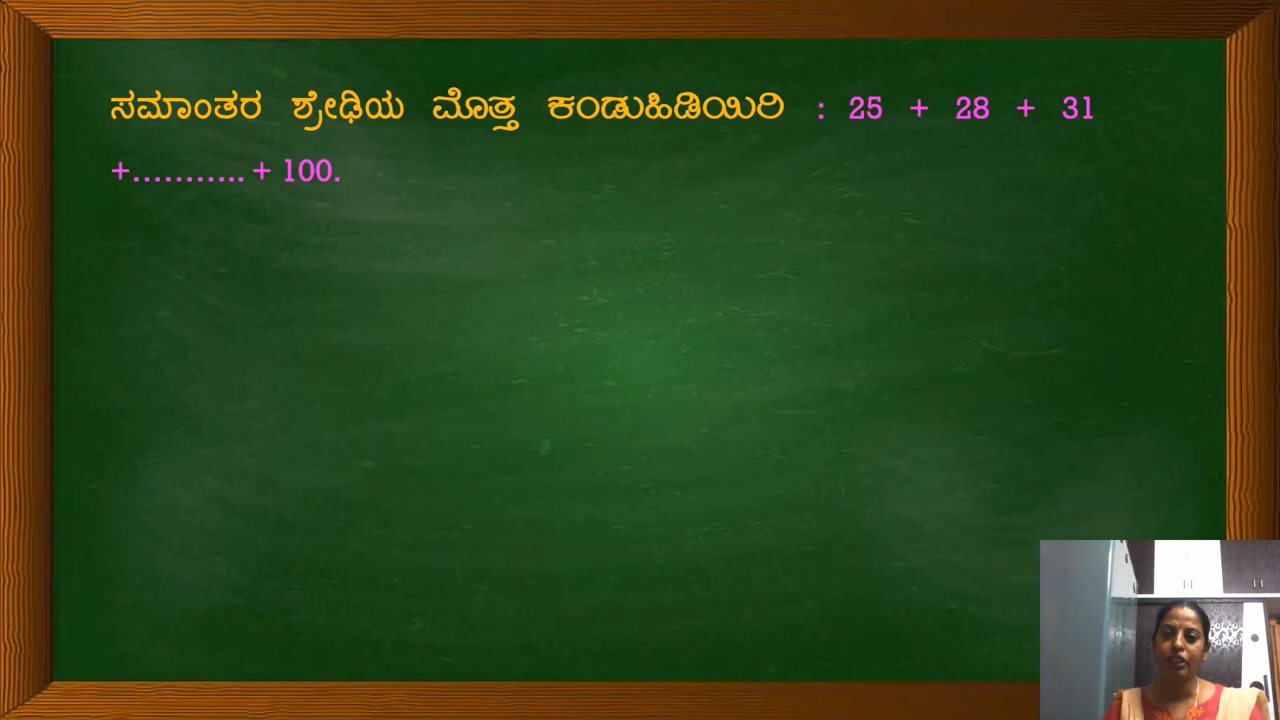 ಸಮಾಂತರ ಶ್ರೇಢಿಯ ಮೊತ್ತ ಕಂಡುಹಿಡಿಯಿರಿ : 25 + 28 + 31
+........... + 100.